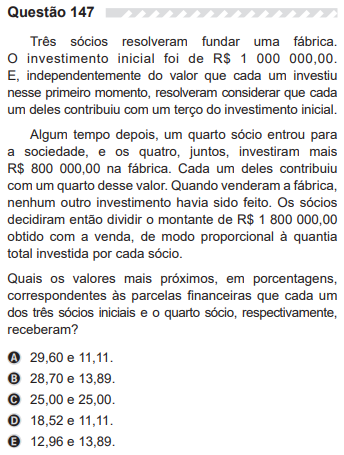 Questão 147
Três sócios resolveram fundar uma fábrica.
O investimento inicial foi de R$ 1 000 000,00.
E, independentemente do valor que cada um investiu
nesse primeiro momento, resolveram considerar que cada
um deles contribuiu com um terço do investimento inicial.
Algum tempo depois, um quarto sócio entrou para
a sociedade, e os quatro, juntos, investiram mais
R$ 800 000,00 na fábrica. Cada um deles contribuiu
com um quarto desse valor. Quando venderam a fábrica,
nenhum outro investimento havia sido feito. Os sócios
decidiram então dividir o montante de R$ 1 800 000,00
obtido com a venda, de modo proporcional à quantia
total investida por cada sócio.
Quais os valores mais próximos, em porcentagens,
correspondentes às parcelas financeiras que cada um
dos três sócios iniciais e o quarto sócio, respectivamente,
receberam?
A 29,60 e 11,11.
B 28,70 e 13,89.
C 25,00 e 25,00.
D 18,52 e 11,11.
E 12,96 e 13,89.